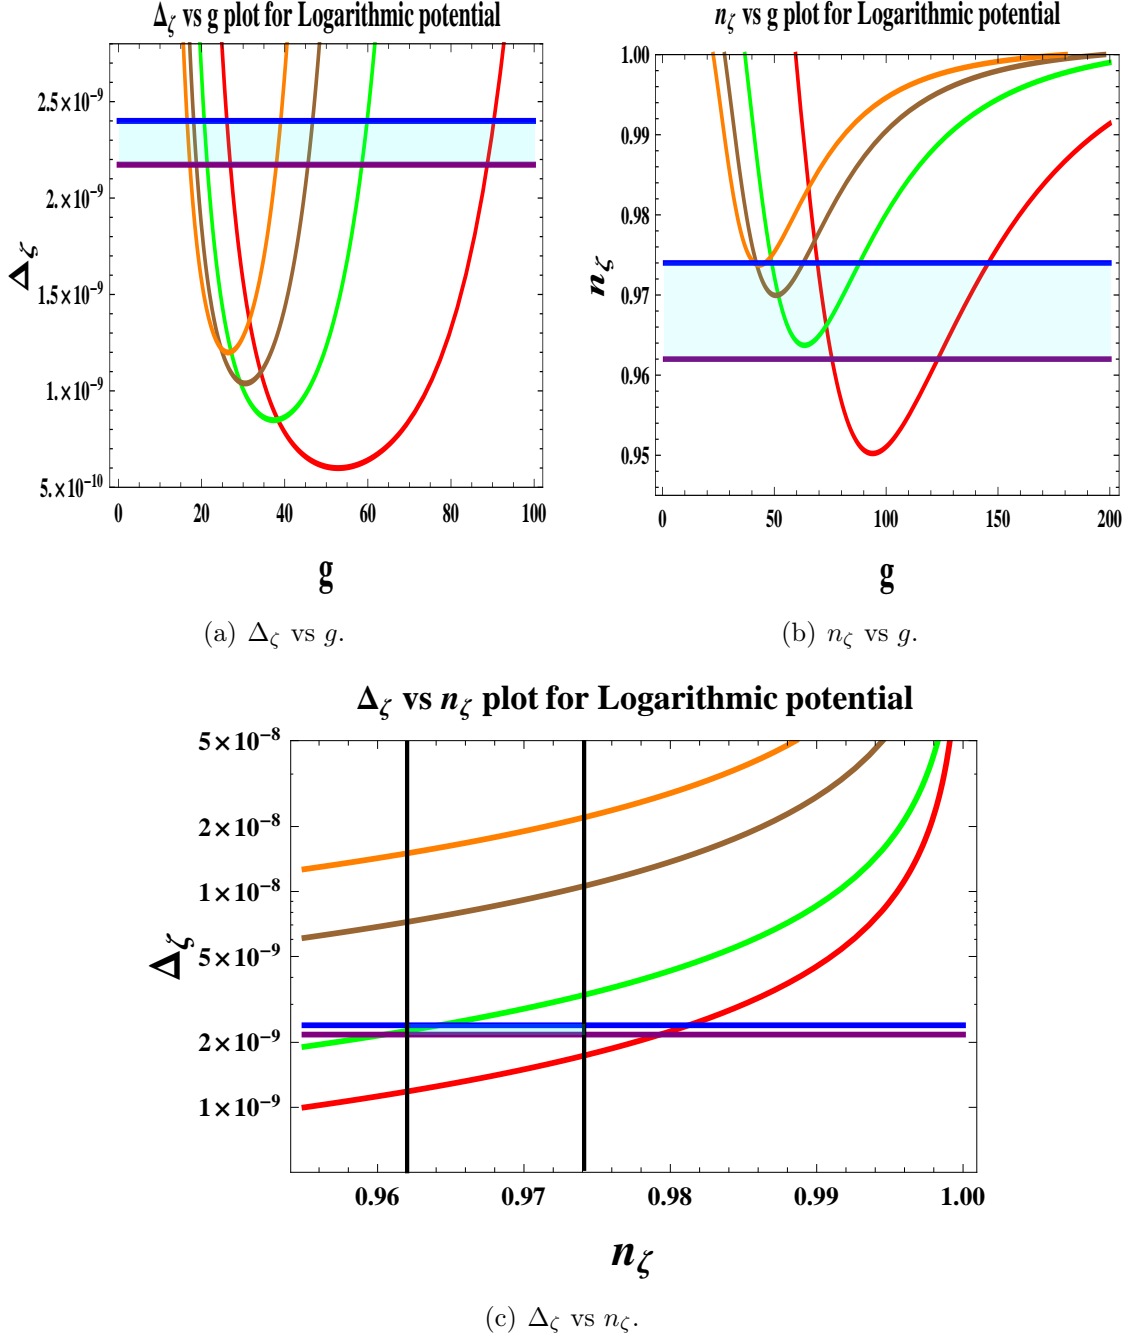 Δζ vs g plot for Logarithmic potential
2.5×10⁻⁹
2.×10⁻⁹
1.5×10⁻⁹
1.×10⁻⁹
5.×10⁻¹⁰
Δζ
0 20 40 60 80 100
g
(a) Δζ vs g.
nζ vs g plot for Logarithmic potential
1.00
0.99
0.98
0.97
0.96
0.95
nζ
0 50 100 150 200
g
(b) nζ vs g.
Δζ vs nζ plot for Logarithmic potential
5×10⁻⁸
2×10⁻⁸
1×10⁻⁸
5×10⁻⁹
2×10⁻⁹
1×10⁻⁹
Δζ
0.96 0.97 0.98 0.99 1.00
nζ
(c) Δζ vs nζ.